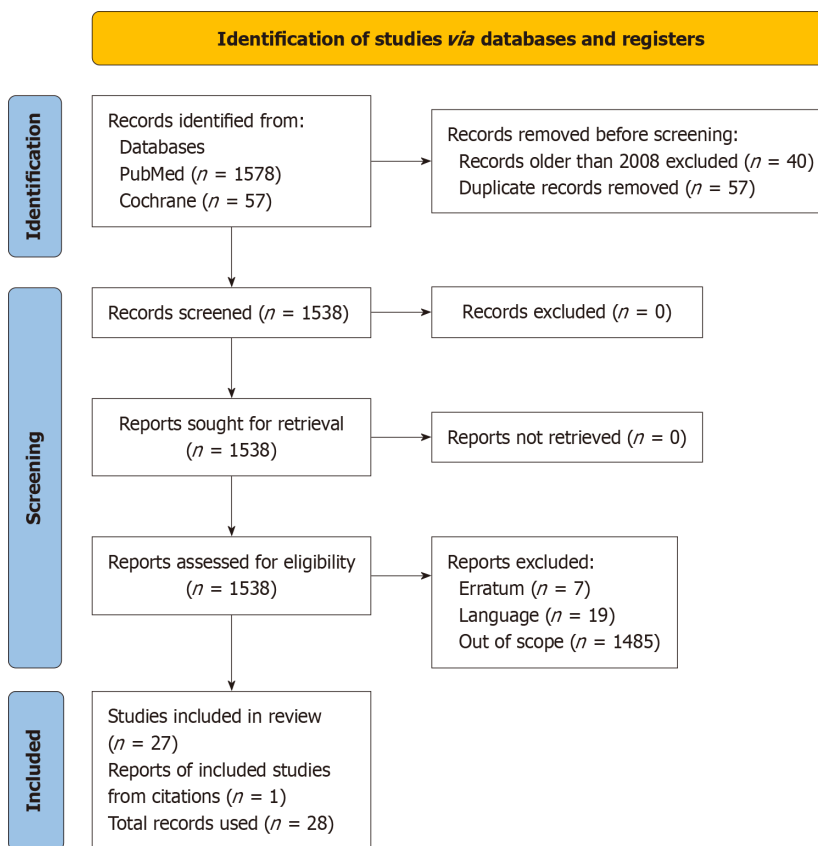 Identification of studies via databases and registers
Identification
Records identified from:
Databases
PubMed (n = 1578)
Cochrane (n = 57)
Records removed before screening:
Records older than 2008 excluded (n = 40)
Duplicate records removed (n = 57)
Screening
Records screened (n = 1538)
Records excluded (n = 0)
Reports sought for retrieval
(n = 1538)
Reports not retrieved (n = 0)
Reports assessed for eligibility
(n = 1538)
Reports excluded:
Erratum (n = 7)
Language (n = 19)
Out of scope (n = 1485)
Included
Studies included in review
(n = 27)
Reports of included studies
from citations (n = 1)
Total records used (n = 28)